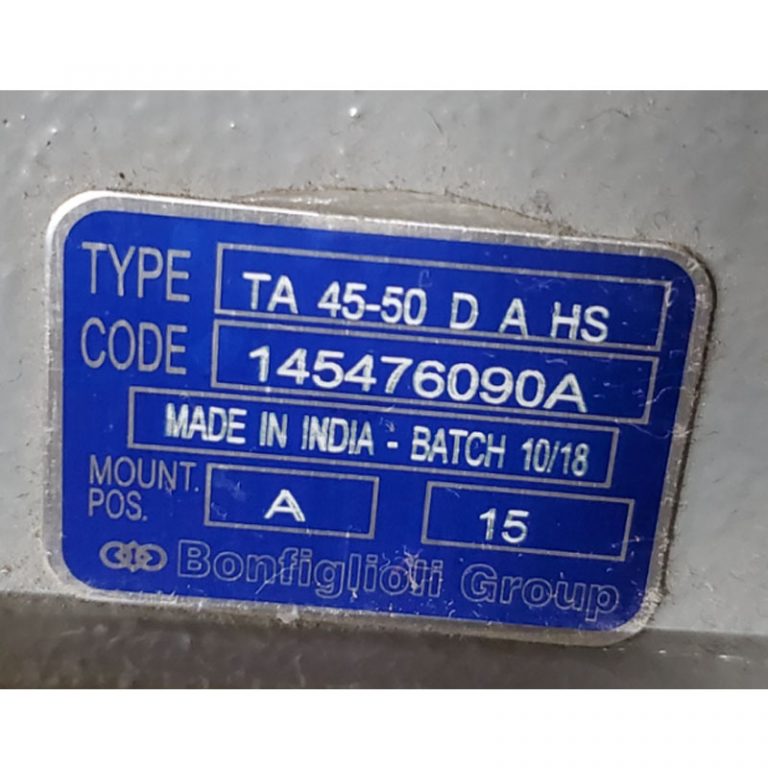 TYPE TA 45-50 D A HS
CODE 145476090A
MADE IN INDIA - BATCH 10/18
MOUNT. POS. A 15
Bonfiglioli Group